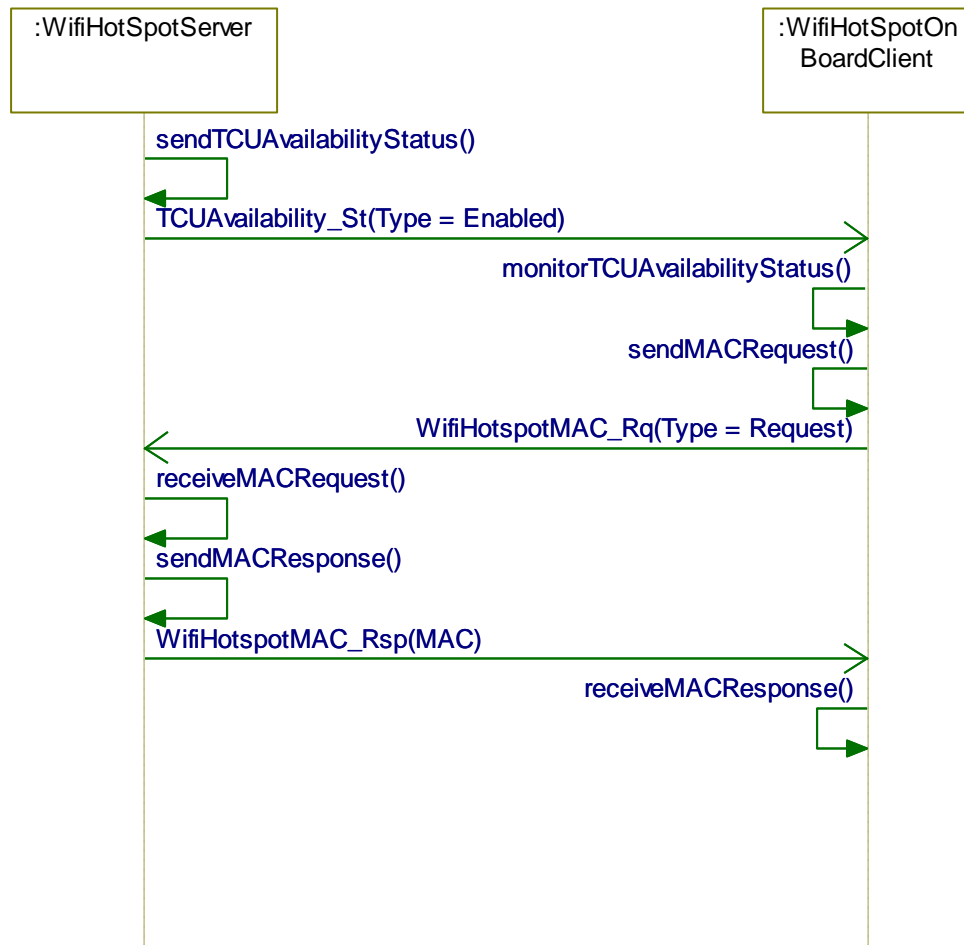 :WifiHotSpotServer
:WifiHotSpotOn
BoardClient
sendTCUAvailabilityStatus()
TCUAvailability_St(Type = Enabled)
monitorTCUAvailabilityStatus()
sendMACRequest()
WifiHotspotMAC_Rq(Type = Request)
receiveMACRequest()
sendMACResponse()
WifiHotspotMAC_Rsp(MAC)
receiveMACResponse()